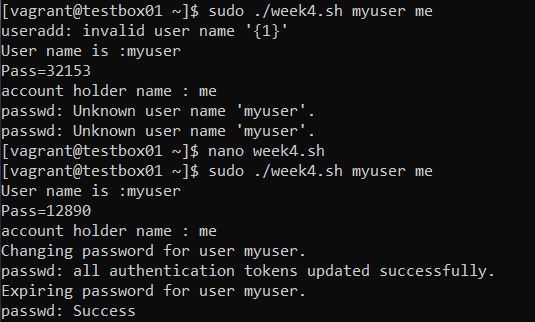 [vagrant@testbox01 ~]$ sudo ./week4.sh myuser me
useradd: invalid user name '{1}'
User name is :myuser
Pass=32153
account holder name : me
passwd: Unknown user name 'myuser'.
passwd: Unknown user name 'myuser'.
[vagrant@testbox01 ~]$ nano week4.sh
[vagrant@testbox01 ~]$ sudo ./week4.sh myuser me
User name is :myuser
Pass=12890
account holder name : me
Changing password for user myuser.
passwd: all authentication tokens updated successfully.
Expiring password for user myuser.
passwd: Success